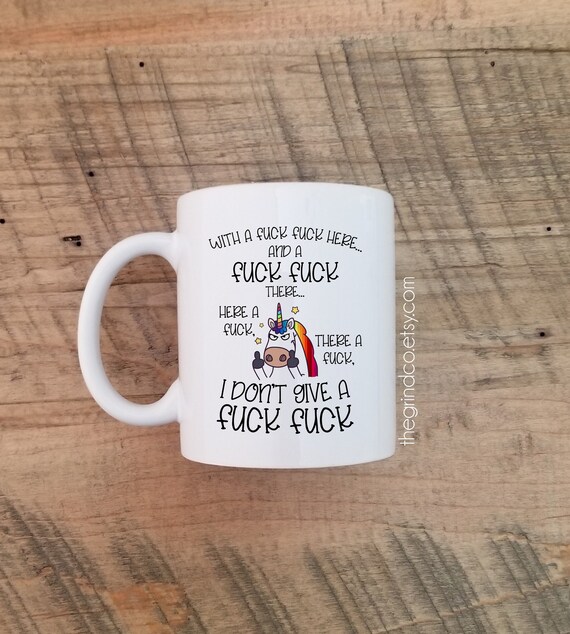 WITH A FUCK FUCK HERE...
AND A
FUCK FUCK
THERE...
HERE A
FUCK,
THERE A
FUCK,
I DON'T GIVE A
FUCK FUCK
thegrindco.etsy.com